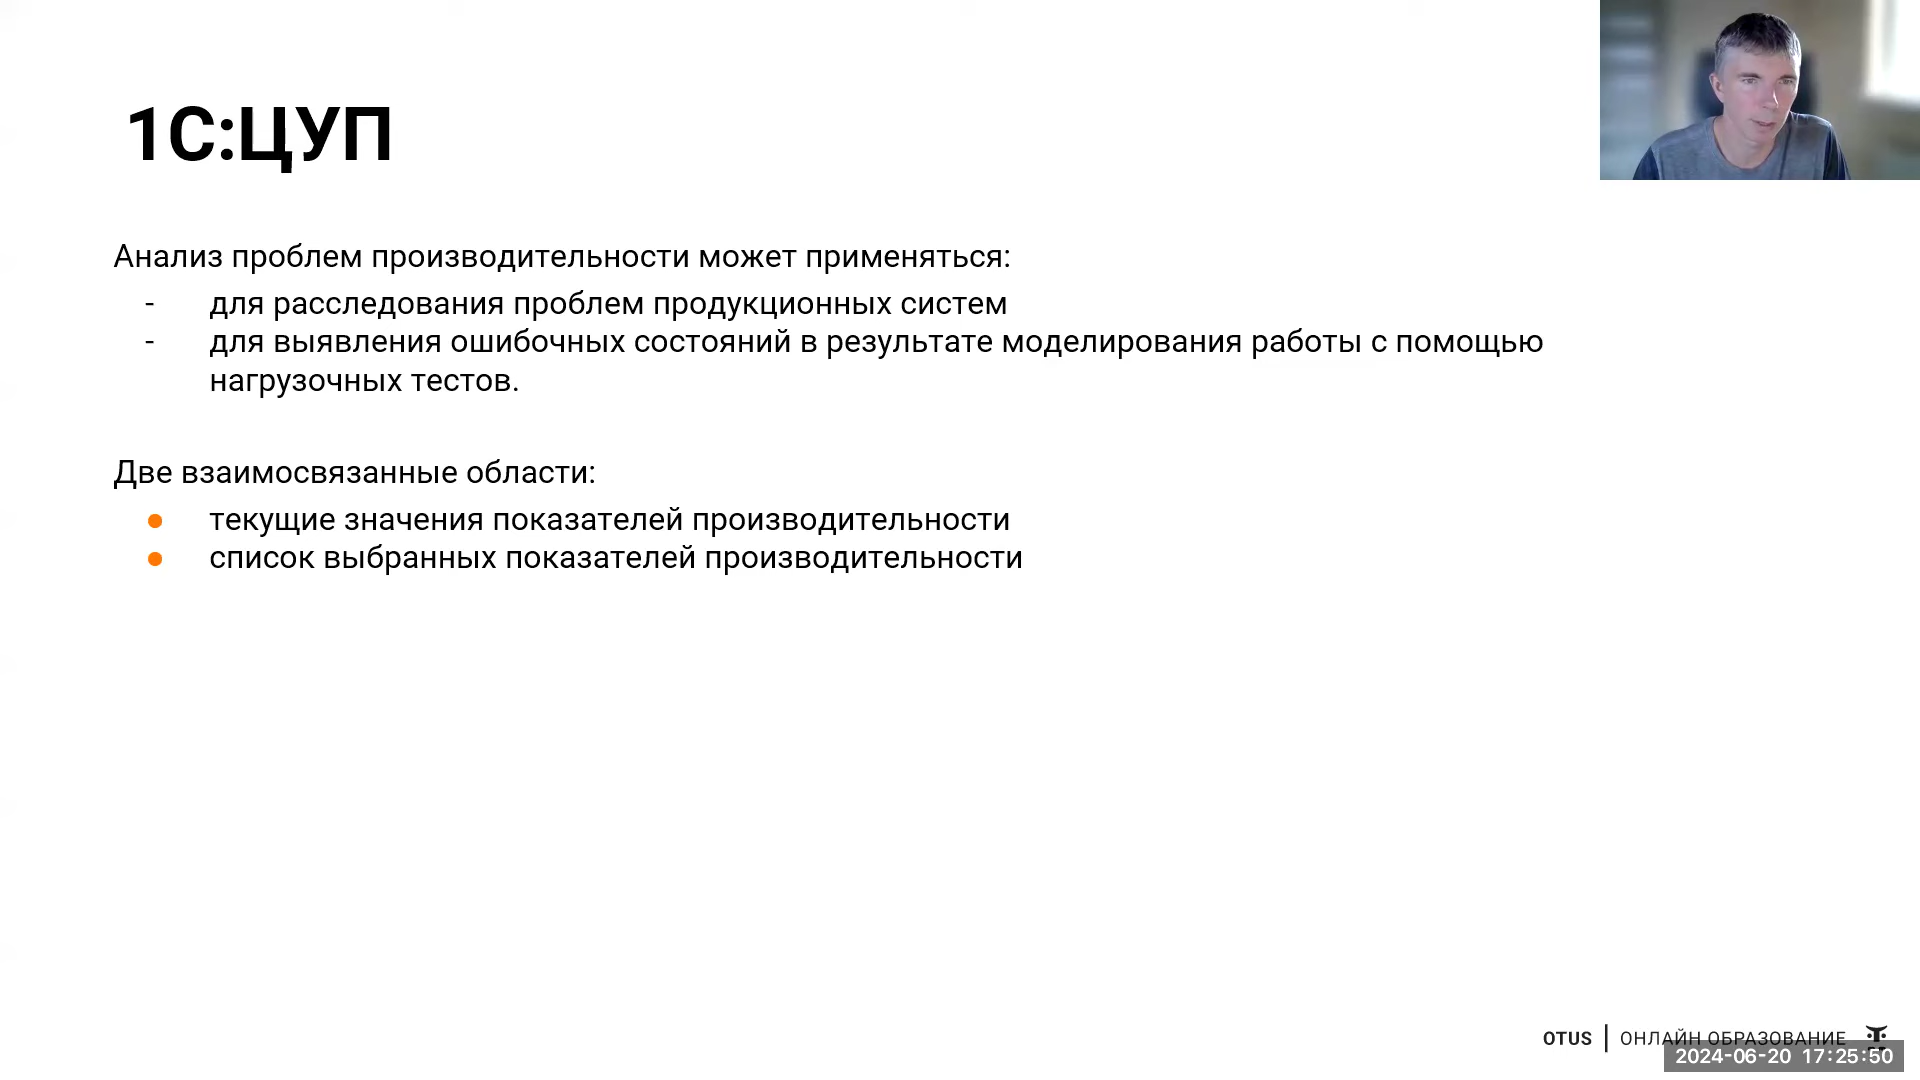 1С:ЦУП
Анализ проблем производительности может применяться:
- для расследования проблем продукционных систем
- для выявления ошибочных состояний в результате моделирования работы с помощью
нагрузочных тестов.
Две взаимосвязанные области:
● текущие значения показателей производительности
● список выбранных показателей производительности
OTUS | ОНЛАЙН ОБРАЗОВАНИЕ
2024-06-20 17:25:50